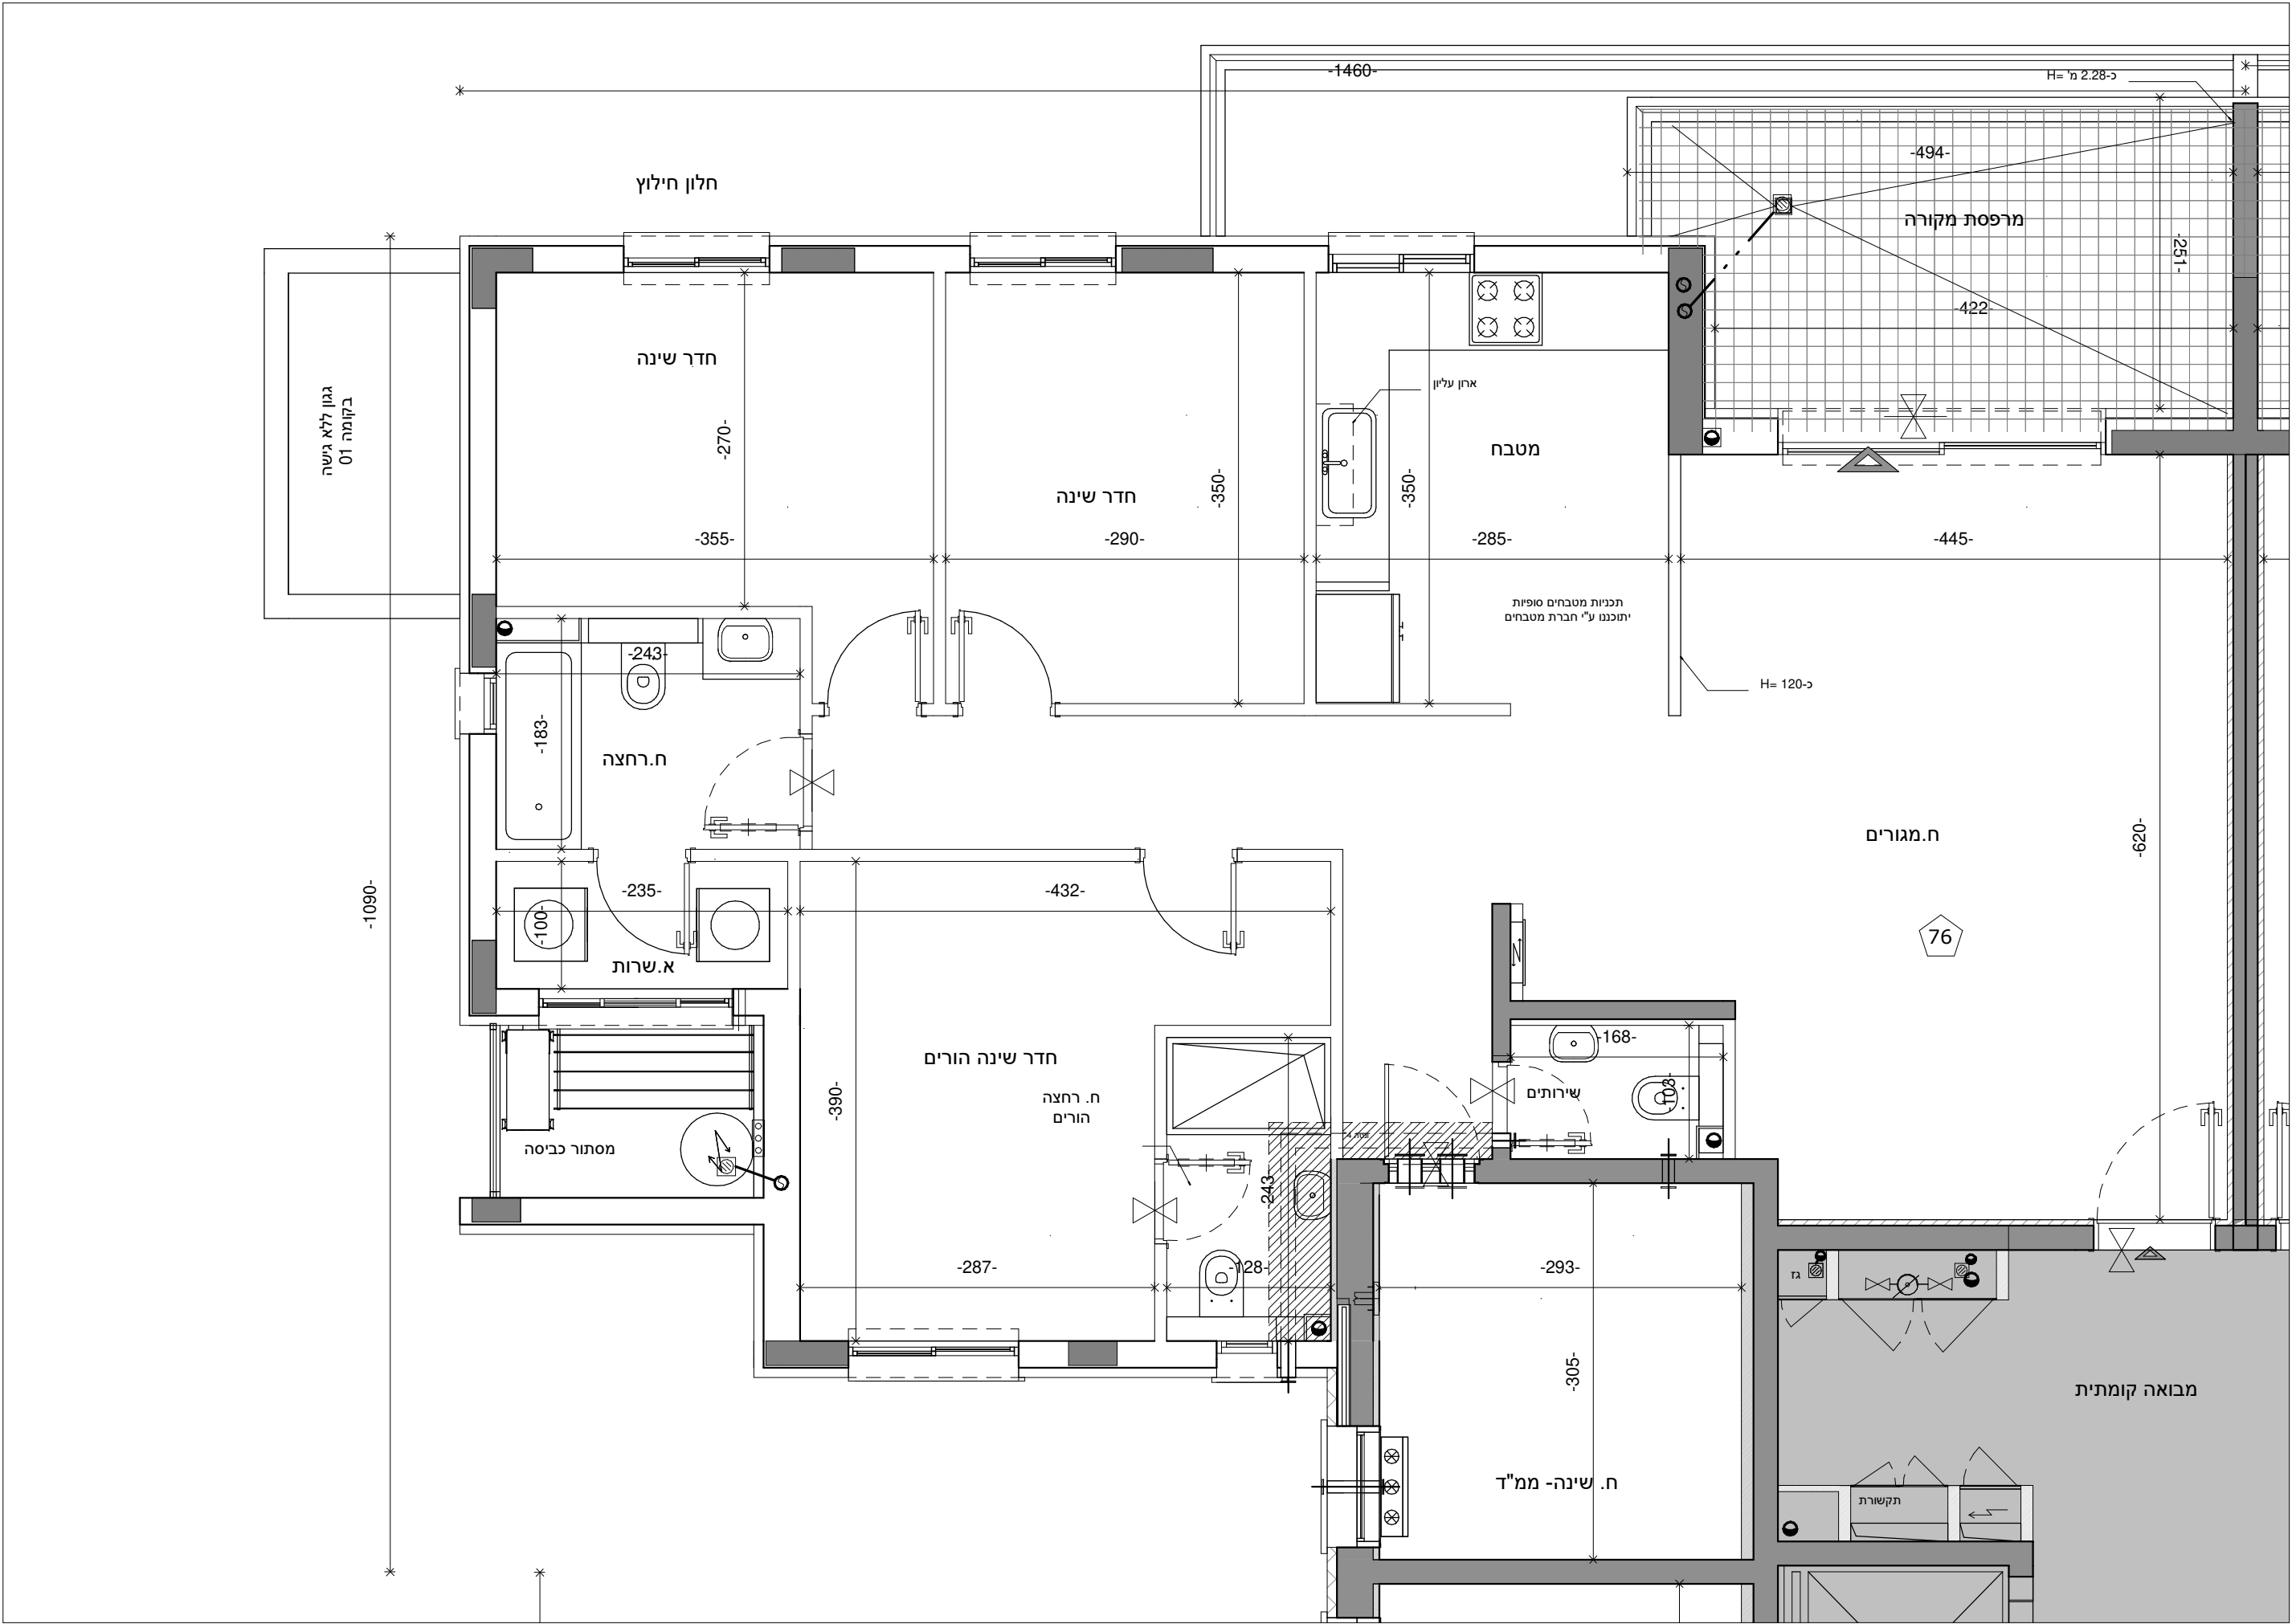 -1460-
H= כ-2.28 מ'
-494-
חלון חילוץ
מרפסת מקורה
-251-
-422-
חדר שינה
גגון ללא גישה
בקומה 01
ארון עליון
-270-
מטבח
-350-
-350-
חדר שינה
-355-
-290-
-285-
-445-
תכניות מטבחים סופיות
יתוכננו ע"י חברת מטבחים
-243-
H= 120-כ
-183-
ח.רחצה
ח.מגורים
-620-
-1090-
-235-
-432-
-100-
76
א.שרות
-168-
חדר שינה הורים
-390-
ח. רחצה
הורים
שירותים
-103-
מסתור כביסה
-243-
-287-
-128-
-293-
גז
-305-
מבואה קומתית
ח. שינה- ממ"ד
תקשורת